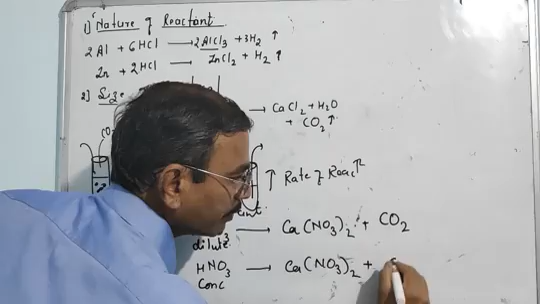 1) Nature of Reactant
2Al + 6HCl → 2AlCl₃ + 3H₂ ↑
Zn + 2HCl → ZnCl₂ + H₂ ↑
2)
→ CaCl₂ + H₂O
+ CO₂ ↑
↑ Rate of Reacⁿ
→ Ca(NO₃)₂ + CO₂
dilute
HNO₃ → Ca(NO₃)₂ +
Conc